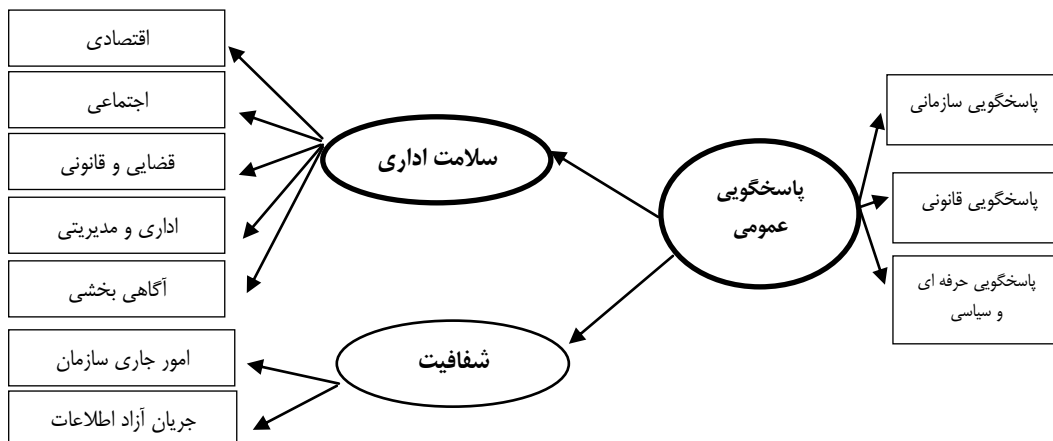 پاسخگویی سازمانی
پاسخگویی قانونی
پاسخگویی حرفه ای
و سیاسی
پاسخگویی
عمومی
سلامت اداری
شفافیت
اقتصادی
اجتماعی
قضایی و قانونی
اداری و مدیریتی
آگاهی بخشی
امور جاری سازمان
جریان آزاد اطلاعات